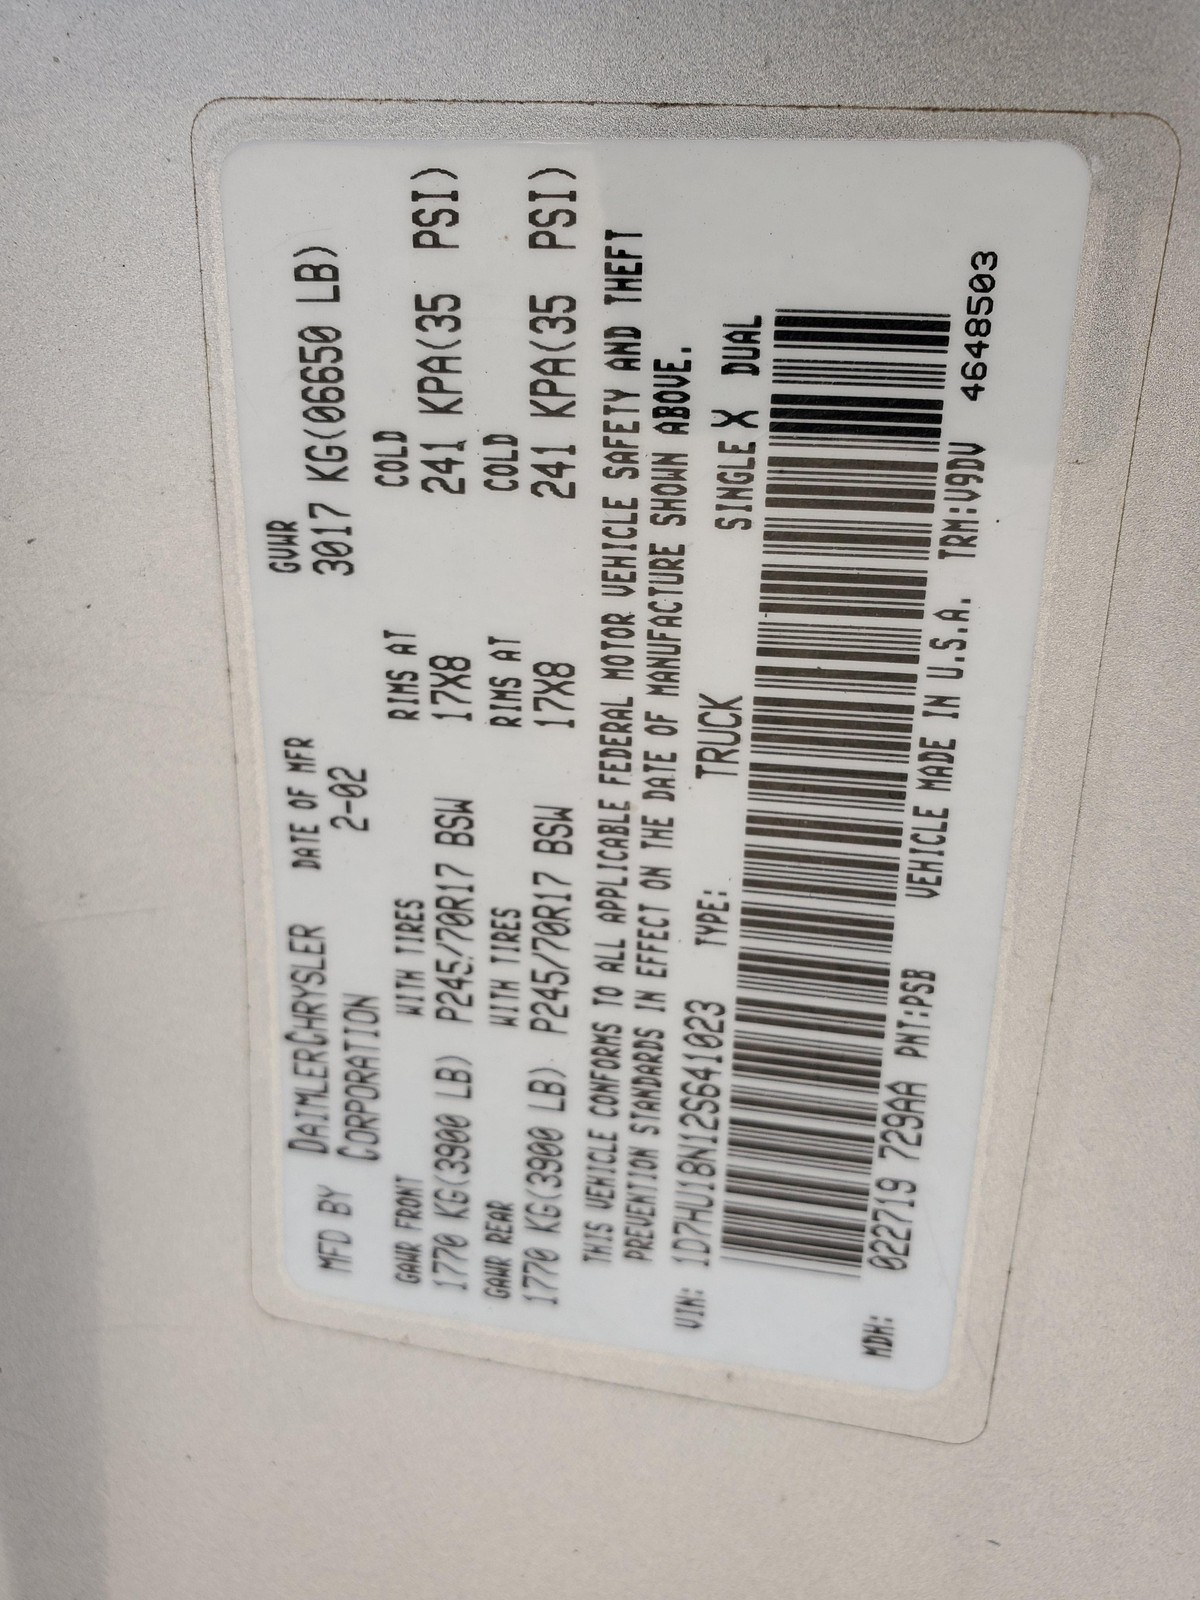 MFD BY DAIMLERCHRYSLER CORPORATION DATE OF MFR 2-02 GVWR 3017 KG(06650 LB)
GAWR FRONT WITH TIRES RIMS AT COLD
1770 KG(3900 LB) P245/70R17 BSW 17X8 241 KPA(35 PSI)
GAWR REAR WITH TIRES RIMS AT COLD
1770 KG(3900 LB) P245/70R17 BSW 17X8 241 KPA(35 PSI)
THIS VEHICLE CONFORMS TO ALL APPLICABLE FEDERAL MOTOR VEHICLE SAFETY AND THEFT
PREVENTION STANDARDS IN EFFECT ON THE DATE OF MANUFACTURE SHOWN ABOVE.
VIN: 1D7HU18N12S641023 TYPE: TRUCK SINGLE X DUAL
MDH: 022719 729AA PNT:PSB VEHICLE MADE IN U.S.A. TRM:V9DV 4648503